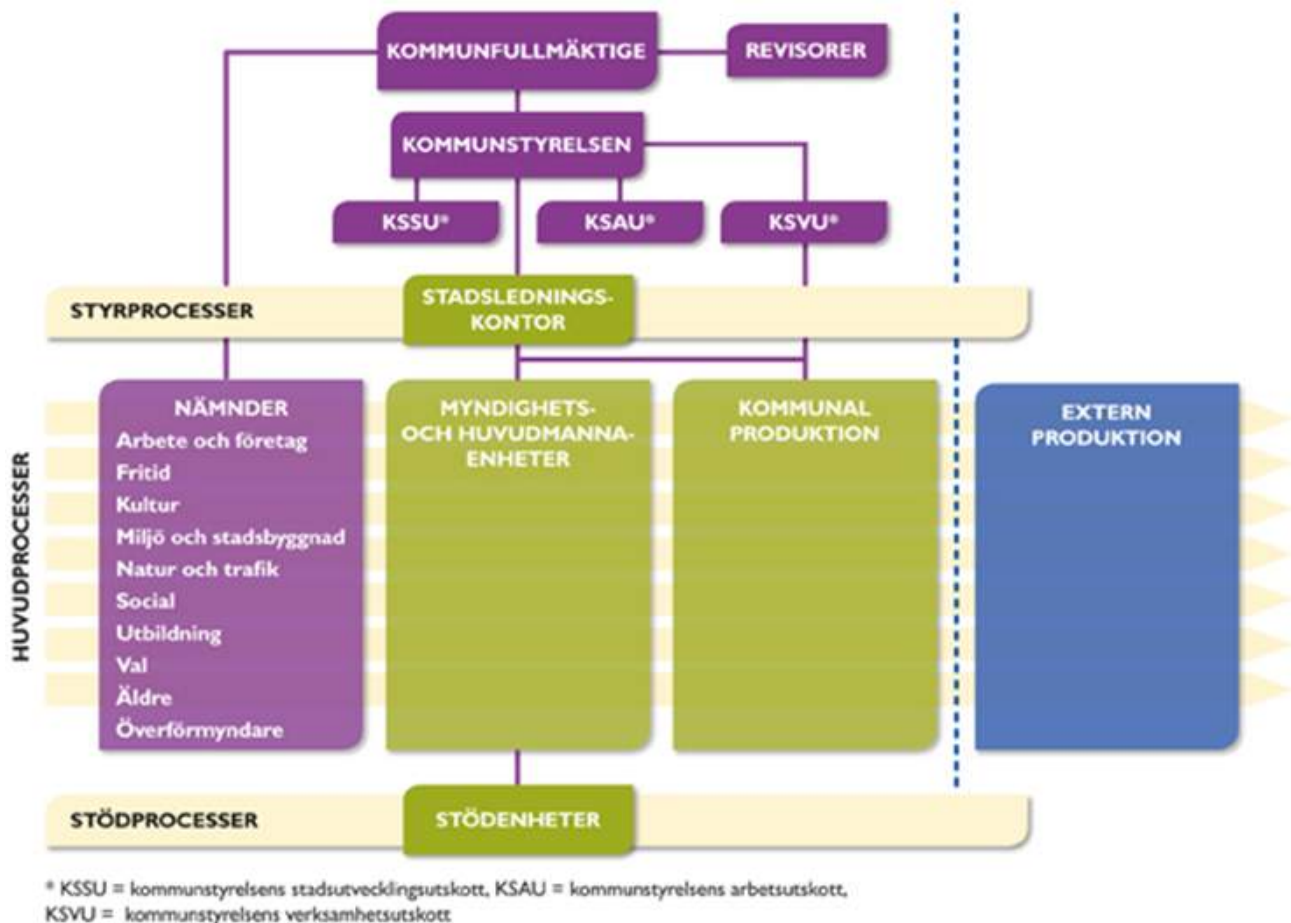 KOMMUNFULLMÄKTIGE
REVISORER
KOMMUNSTYRELSEN
KSSU*
KSAU*
KSVU*
STYRPROCESSER
STADSLEDNINGS-
KONTOR
HUVUDPROCESSER
NÄMNDER
Arbete och företag
Fritid
Kultur
Miljö och stadsbyggnad
Natur och trafik
Social
Utbildning
Val
Äldre
Överförmyndare
MYNDIGHETS-
OCH HUVUDMANNA-
ENHETER
KOMMUNAL
PRODUKTION
EXTERN
PRODUKTION
STÖDPROCESSER
STÖDENHETER
* KSSU = kommunstyrelsens stadsutvecklingsutskott, KSAU = kommunstyrelsens arbetsutskott,
KSVU = kommunstyrelsens verksamhetsutskott